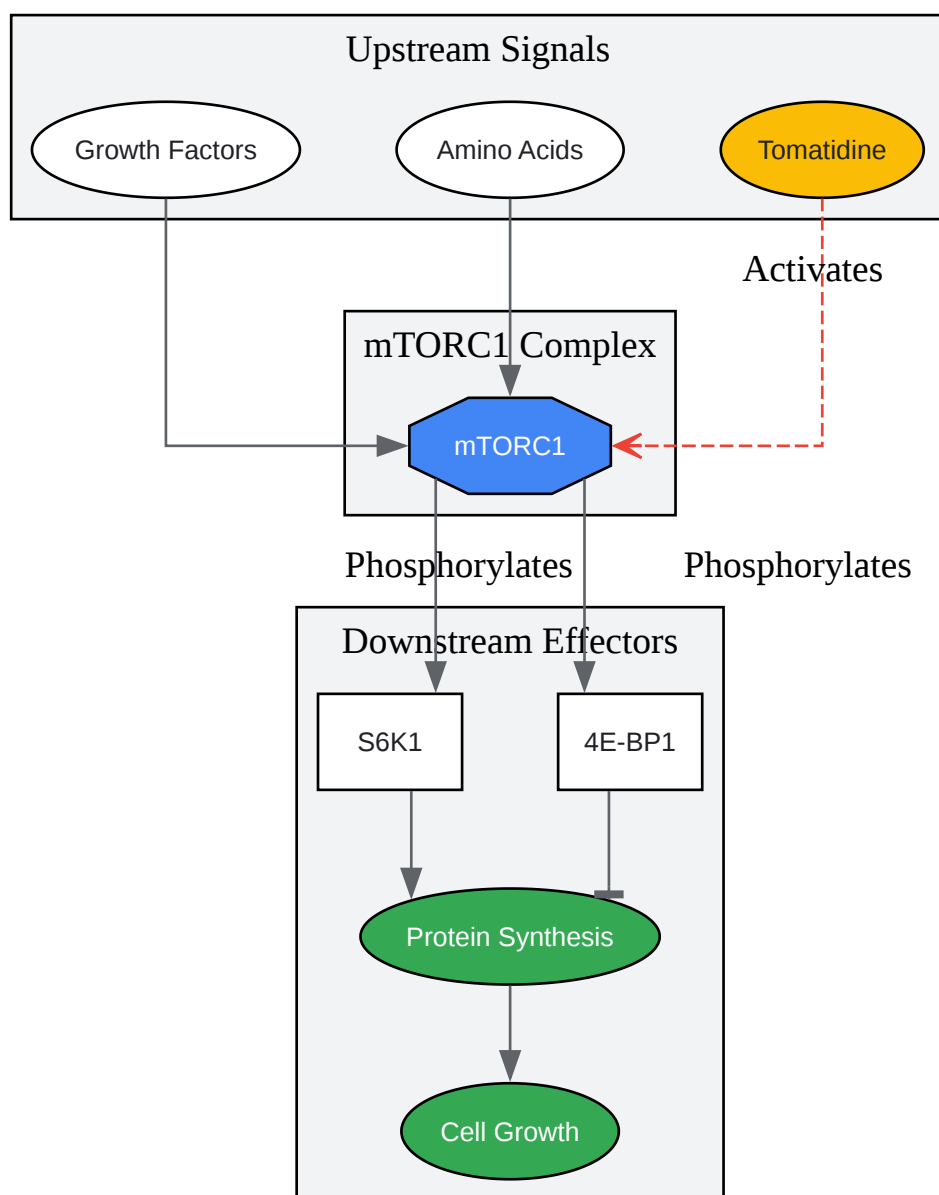 Upstream Signals
Growth Factors
Amino Acids
Tomatidine
Activates
mTORC1 Complex
mTORC1
Phosphorylates
Phosphorylates
Downstream Effectors
S6K1
4E-BP1
Protein Synthesis
Cell Growth